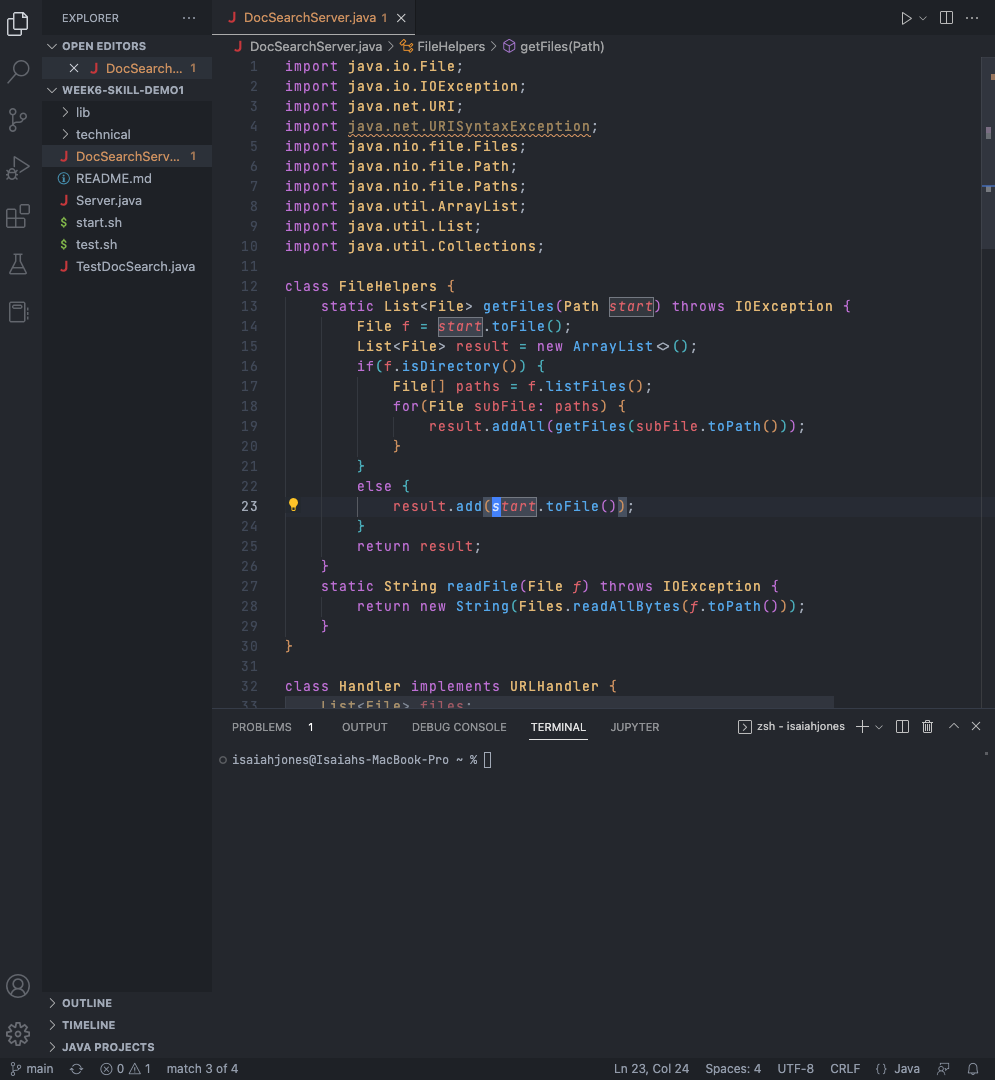 EXPLORER ···
OPEN EDITORS
DocSearch... 1
WEEK6-SKILL-DEMO1
lib
technical
DocSearchServ... 1
README.md
Server.java
$ start.sh
$ test.sh
TestDocSearch.java
OUTLINE
TIMELINE
JAVA PROJECTS
DocSearchServer.java 1
DocSearchServer.java > FileHelpers > getFiles(Path)
1 import java.io.File;
2 import java.io.IOException;
3 import java.net.URI;
4 import java.net.URISyntaxException;
5 import java.nio.file.Files;
6 import java.nio.file.Path;
7 import java.nio.file.Paths;
8 import java.util.ArrayList;
9 import java.util.List;
10 import java.util.Collections;
11
12 class FileHelpers {
13 static List<File> getFiles(Path start) throws IOException {
14 File f = start.toFile();
15 List<File> result = new ArrayList<>();
16 if(f.isDirectory()) {
17 File[] paths = f.listFiles();
18 for(File subFile: paths) {
19 result.addAll(getFiles(subFile.toPath()));
20 }
21 }
22 else {
23 result.add(start.toFile());
24 }
25 return result;
26 }
27 static String readFile(File f) throws IOException {
28 return new String(Files.readAllBytes(f.toPath()));
29 }
30 }
31
32 class Handler implements URLHandler {
33 List<File> files;
PROBLEMS 1 OUTPUT DEBUG CONSOLE TERMINAL JUPYTER zsh - isaiahjones
isaiahjones@Isaiahs-MacBook-Pro ~ %
main 0 1 match 3 of 4 Ln 23, Col 24 Spaces: 4 UTF-8 CRLF {} Java